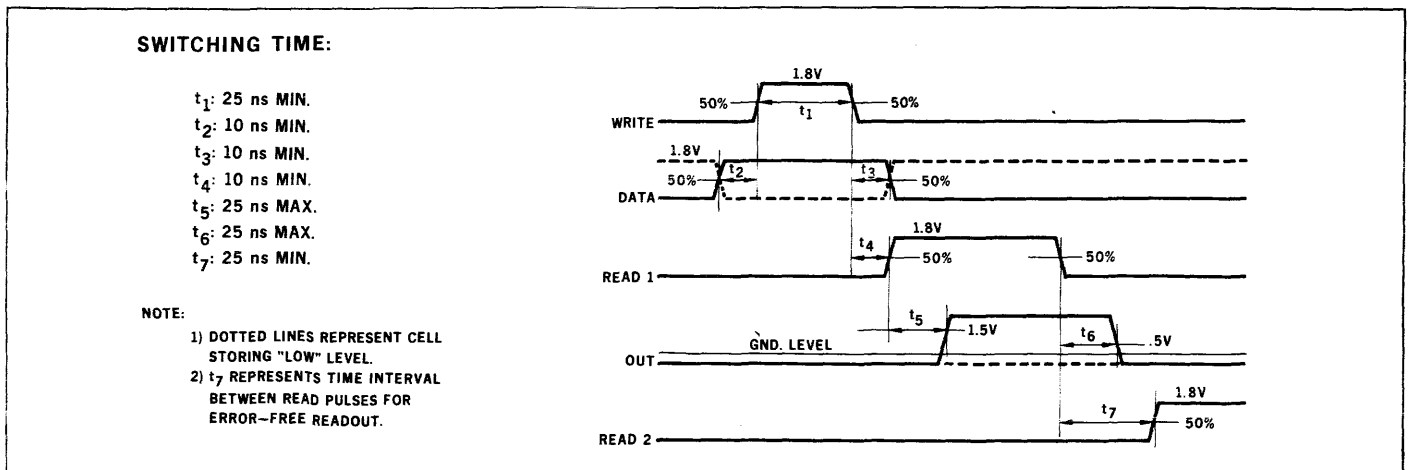 SWITCHING TIME:
t1: 25 ns MIN.
t2: 10 ns MIN.
t3: 10 ns MIN.
t4: 10 ns MIN.
t5: 25 ns MAX.
t6: 25 ns MAX.
t7: 25 ns MIN.
NOTE:
1) DOTTED LINES REPRESENT CELL
STORING "LOW" LEVEL.
2) t7 REPRESENTS TIME INTERVAL
BETWEEN READ PULSES FOR
ERROR-FREE READOUT.
1.8V
50% t1 50%
WRITE
1.8V
50% t2 t3 50%
DATA
1.8V
t4 50% 50%
READ 1
t5 1.5V t6 .5V
GND. LEVEL
OUT
1.8V
t7 50%
READ 2